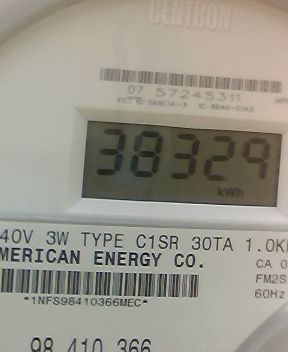 CENTRON®
07 57245311
38329
kWh
40V 3W TYPE C1SR 30TA 1.0K
MERICAN ENERGY CO.
CA 0
FM2S
*1NFS98410366MEC*
60Hz
98 410 366